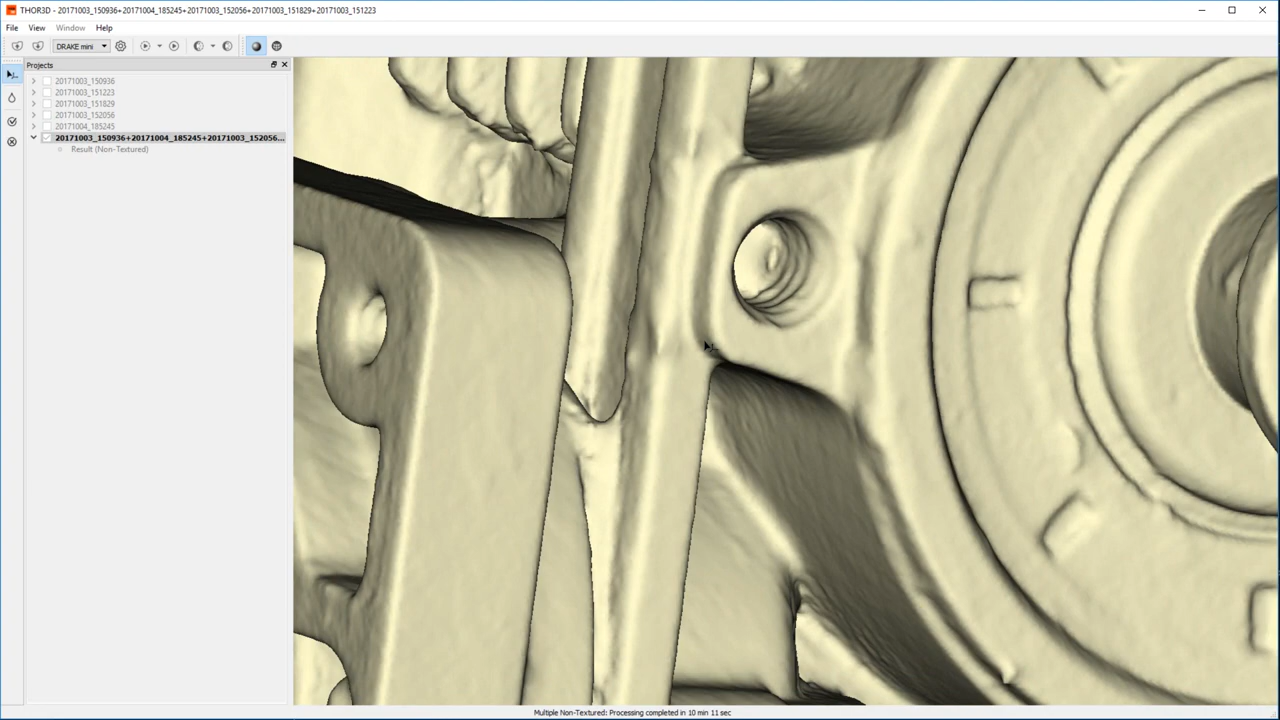 THOR3D - 20171003_150936+20171004_185245+20171003_152056+20171003_151829+20171003_151223
File View Window Help
DRAKE mini
Projects
20171003_150936
20171003_151223
20171003_151829
20171003_152056
20171004_185245
20171003_150936+20171004_185245+20171003_152056...
Result (Non-Textured)
Multiple Non-Textured: Processing completed in 10 min 11 sec